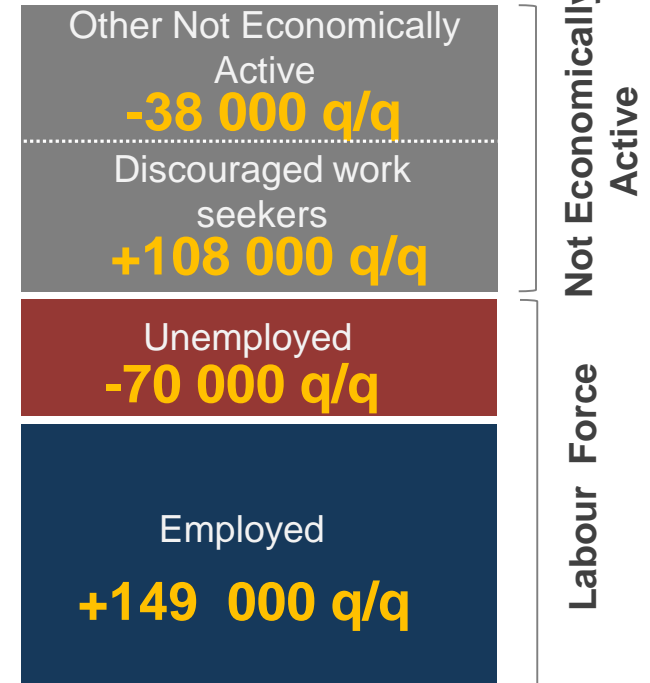 Other Not Economically
Active
-38 000 q/q
Discouraged work
seekers
+108 000 q/q
Unemployed
-70 000 q/q
Employed
+149  000 q/q
Not Economically
Active
Labour  Force